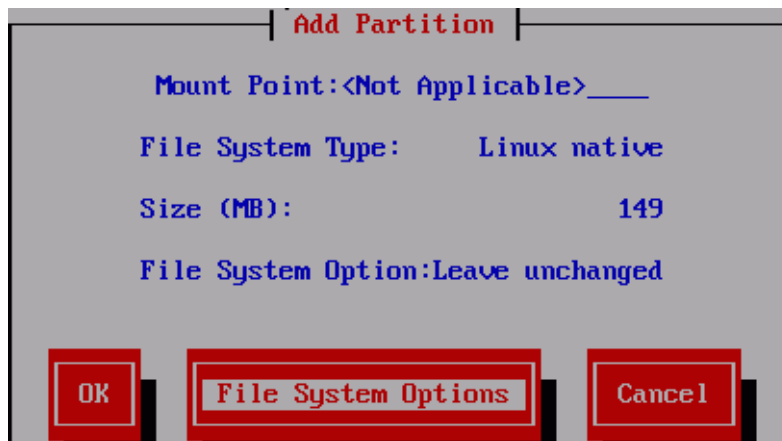 Add Partition
Mount Point:<Not Applicable>____
File System Type: Linux native
Size (MB): 149
File System Option:Leave unchanged
OK File System Options Cancel